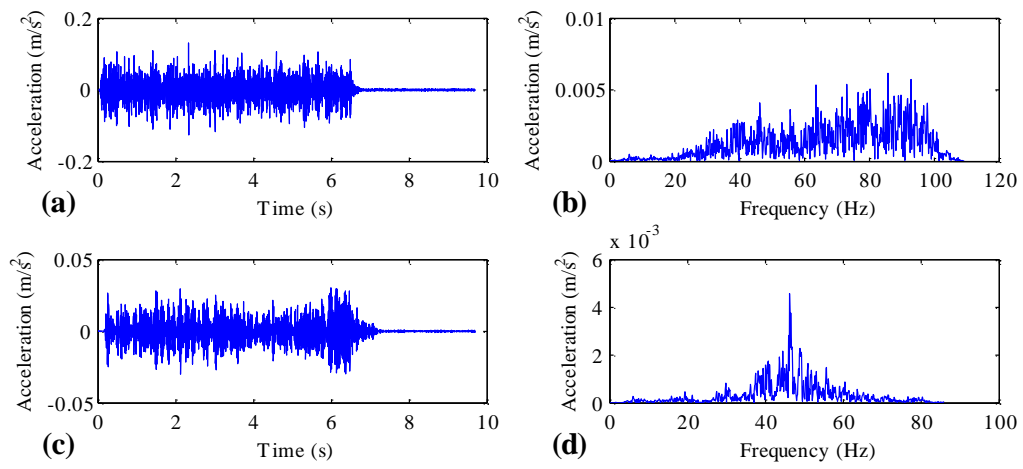 0.2
0
-0.2
Acceleration (m/s²)
0 2 4 6 8 10
Time (s)
(a)
0.01
0.005
0
Acceleration (m/s²)
0 20 40 60 80 100 120
Frequency (Hz)
(b)
0.05
0
-0.05
Acceleration (m/s²)
0 2 4 6 8 10
Time (s)
(c)
x 10⁻³
6
4
2
0
Acceleration (m/s²)
0 20 40 60 80 100
Frequency (Hz)
(d)